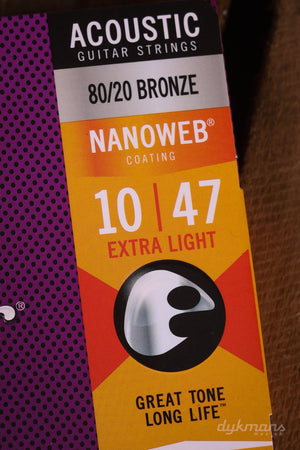 ACOUSTIC
GUITAR STRINGS
80/20 BRONZE
NANOWEB®
COATING
10 | 47
EXTRA LIGHT
GREAT TONE
LONG LIFE™
dykmans